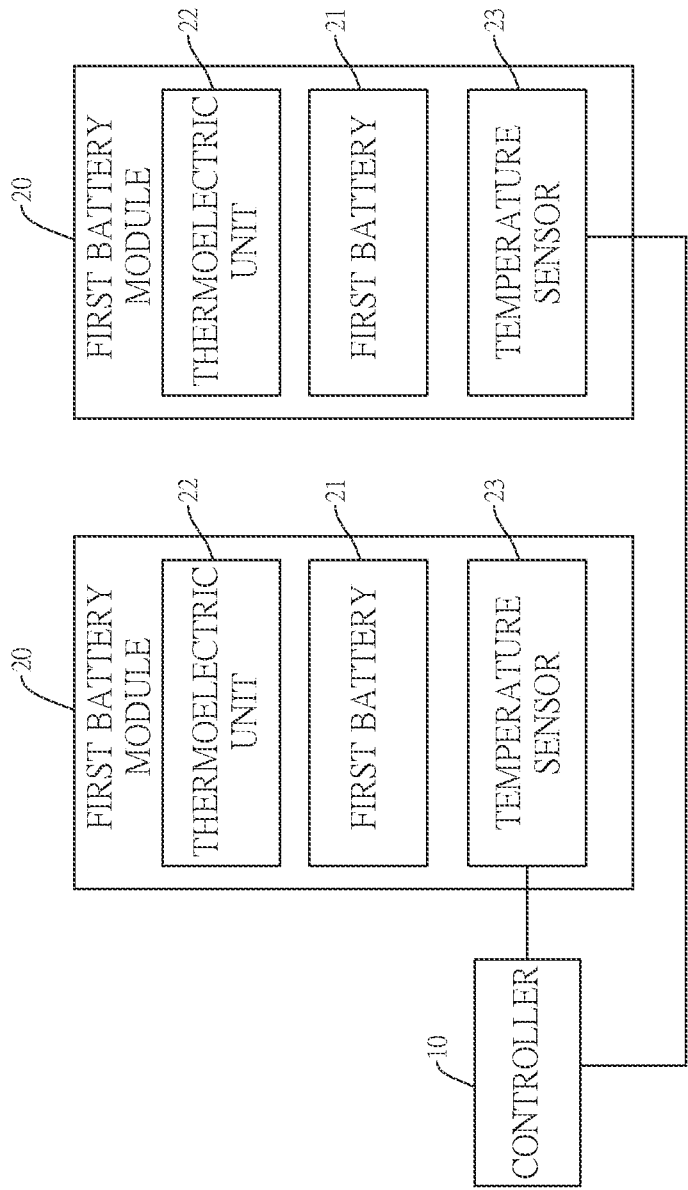 10
CONTROLLER
20
FIRST BATTERY
MODULE
22
THERMOELECTRIC
UNIT
21
FIRST BATTERY
23
TEMPERATURE
SENSOR
20
FIRST BATTERY
MODULE
22
THERMOELECTRIC
UNIT
21
FIRST BATTERY
23
TEMPERATURE
SENSOR